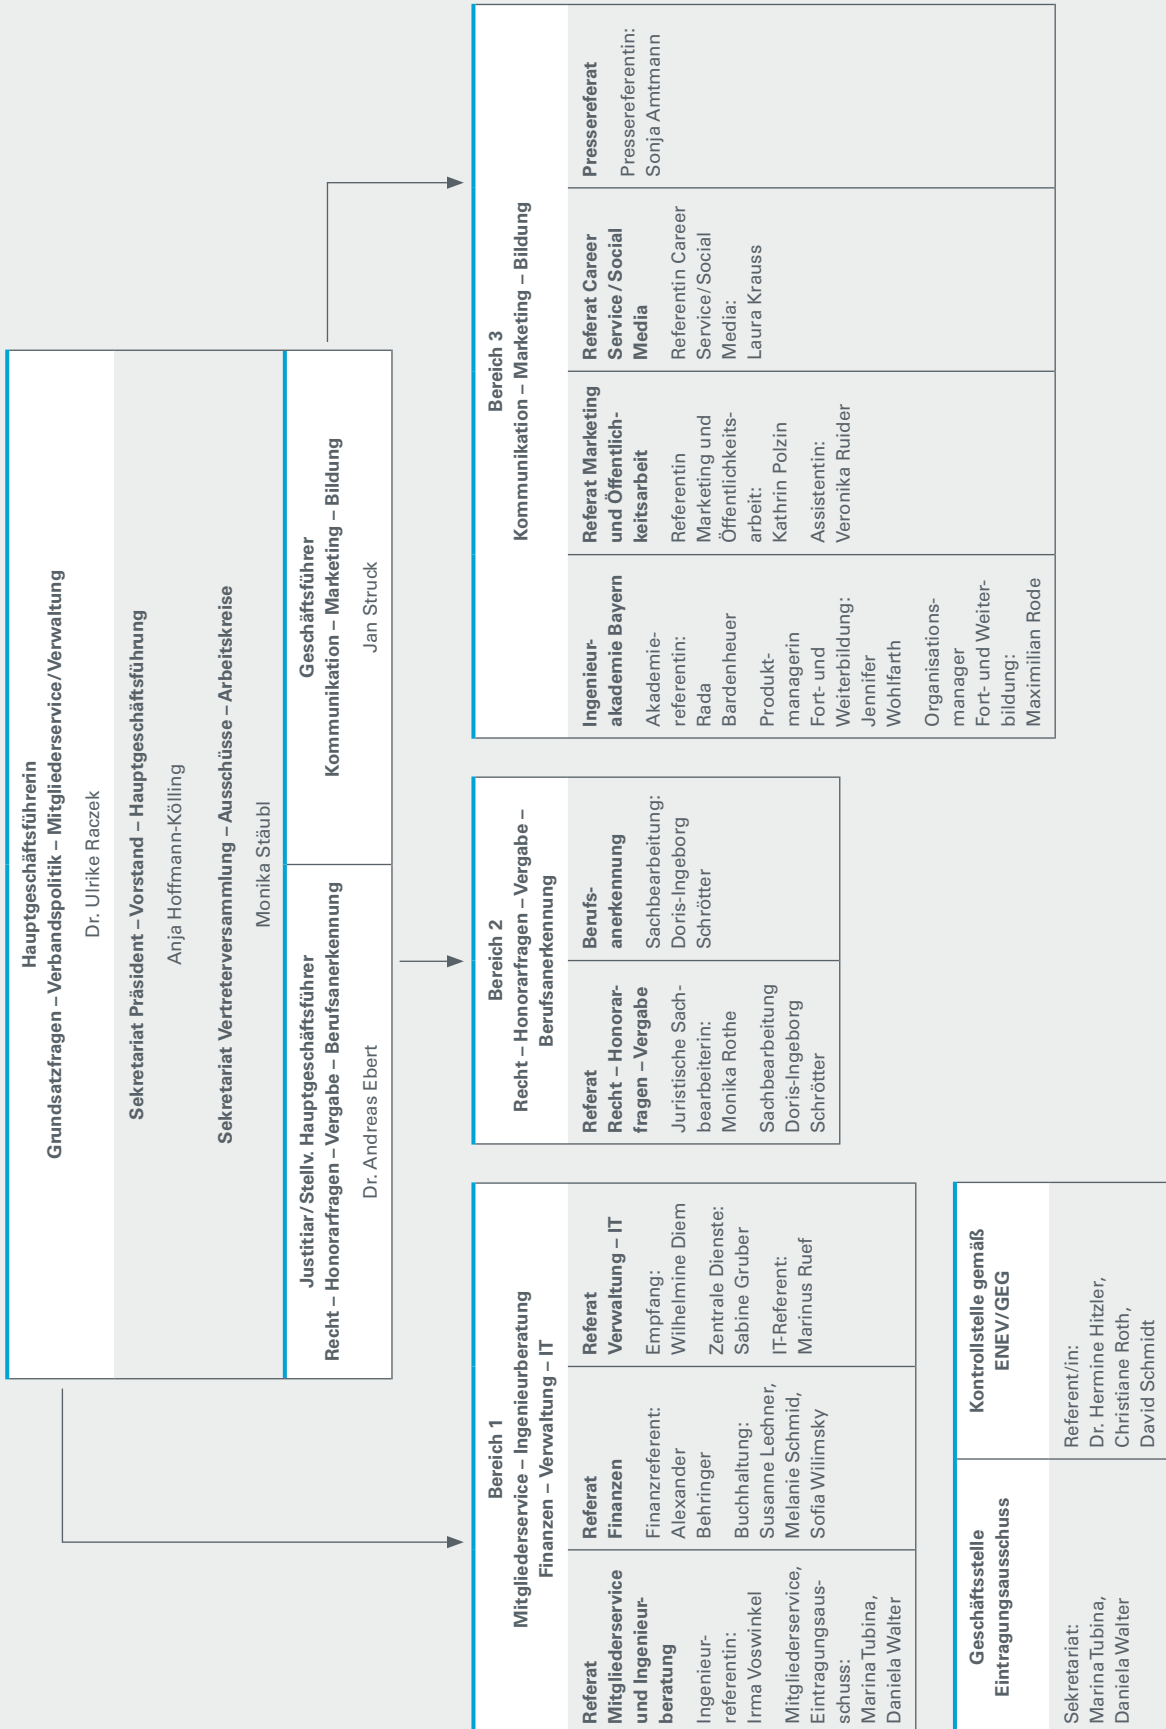 Hauptgeschäftsführerin
Grundsatzfragen – Verbandspolitik – Mitgliederservice/Verwaltung
Dr. Ulrike Raczek
Sekretariat Präsident – Vorstand – Hauptgeschäftsführung
Anja Hoffmann-Kölling
Sekretariat Vertreterversammlung – Ausschüsse – Arbeitskreise
Monika Stäubl
Justitiar/Stellv. Hauptgeschäftsführer
Recht – Honorarfragen – Vergabe – Berufsanerkennung
Dr. Andreas Ebert
Geschäftsführer
Kommunikation – Marketing – Bildung
Jan Struck
Bereich 1
Mitgliederservice – Ingenieurberatung
Finanzen – Verwaltung – IT
Referat
Mitgliederservice
und Ingenieur-
beratung
Ingenieur-
referentin:
Irma Voswinkel
Mitgliederservice,
Eintragungsaus-
schuss:
Marina Tubina,
Daniela Walter
Referat
Finanzen
Finanzreferent:
Alexander
Behringer
Buchhaltung:
Susanne Lechner,
Melanie Schmid,
Sofia Wilimsky
Referat
Verwaltung – IT
Empfang:
Wilhelmine Diem
Zentrale Dienste:
Sabine Gruber
IT-Referent:
Marinus Ruef
Bereich 2
Recht – Honorarfragen – Vergabe –
Berufsanerkennung
Referat
Recht – Honorar-
fragen – Vergabe
Juristische Sach-
bearbeiterin:
Monika Rothe
Sachbearbeitung
Doris-Ingeborg
Schrötter
Berufs-
anerkennung
Sachbearbeitung:
Doris-Ingeborg
Schrötter
Bereich 3
Kommunikation – Marketing – Bildung
Ingenieur-
akademie Bayern
Akademie-
referentin:
Rada
Bardenheuer
Produkt-
managerin
Fort- und
Weiterbildung:
Jennifer
Wohlfarth
Organisations-
manager
Fort- und Weiter-
bildung:
Maximilian Rode
Referat Marketing
und Öffentlich-
keitsarbeit
Referentin
Marketing und
Öffentlichkeits-
arbeit:
Kathrin Polzin
Assistentin:
Veronika Ruider
Referat Career
Service / Social
Media
Referentin Career
Service/Social
Media:
Laura Krauss
Pressereferat
Pressereferentin:
Sonja Amtmann
Geschäftsstelle
Eintragungsausschuss
Sekretariat:
Marina Tubina,
Daniela Walter
Kontrollstelle gemäß
ENEV/GEG
Referent/in:
Dr. Hermine Hitzler,
Christiane Roth,
David Schmidt